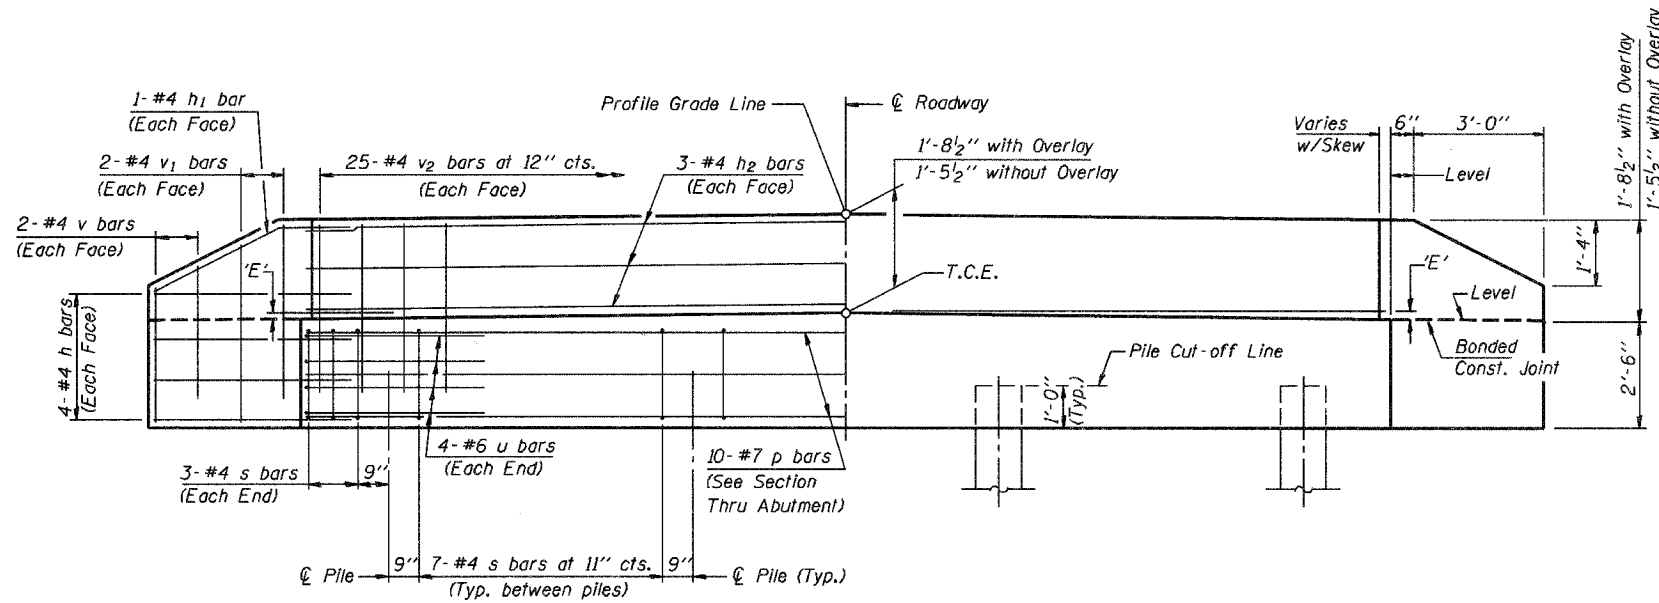 1-#4 h1 bar
(Each Face)
2-#4 v1 bars
(Each Face)
25-#4 v2 bars at 12" cts.
(Each Face)
2-#4 v bars
(Each Face)
Profile Grade Line
℄ Roadway
3-#4 h2 bars
(Each Face)
1'-8½" with Overlay
1'-5½" without Overlay
Varies
w/Skew
6"
3'-0"
Level
1'-8½" with Overlay
1'-5½" without Overlay
1'-4"
'E'
T.C.E.
'E'
Level
4-#4 h bars
(Each Face)
Pile Cut-off Line
Bonded
Const. Joint
2'-6"
1'-0"
(Typ.)
3-#4 s bars
(Each End)
9"
4-#6 u bars
(Each End)
10-#7 p bars
(See Section
Thru Abutment)
℄ Pile
9"
7-#4 s bars at 11" cts.
(Typ. between piles)
9"
℄ Pile (Typ.)